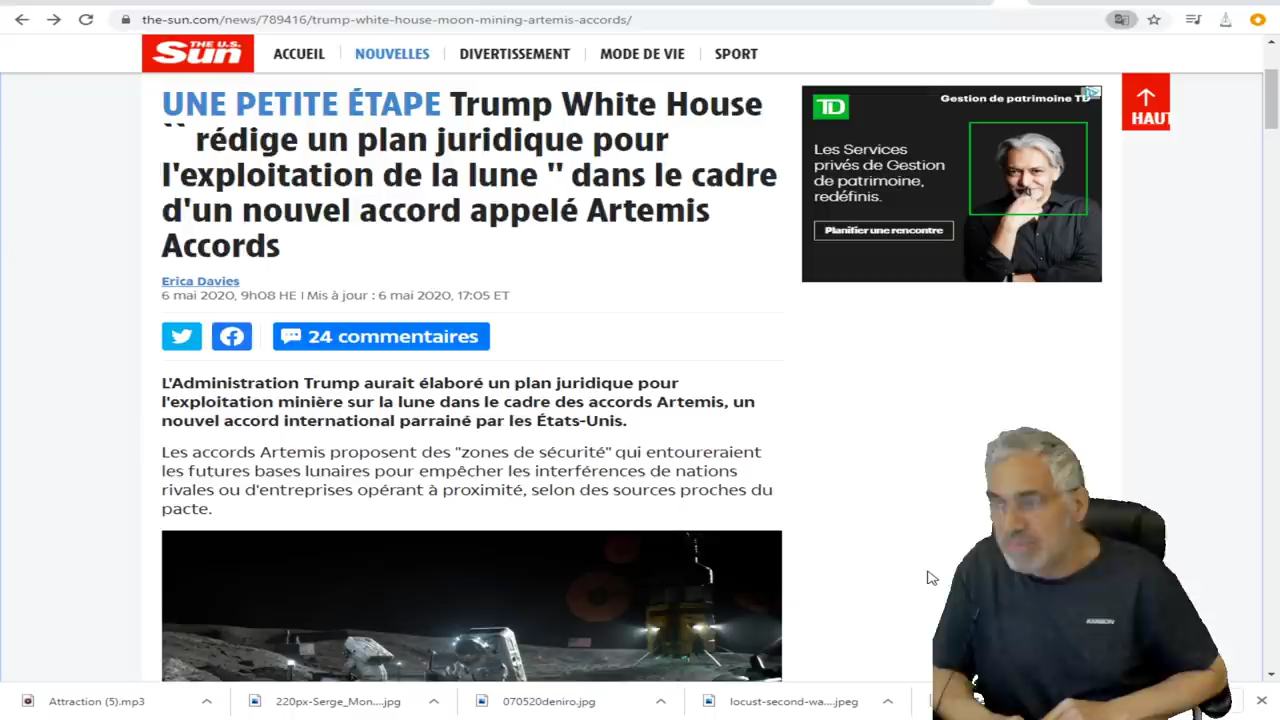 the-sun.com/news/789416/trump-white-house-moon-mining-artemis-accords/
THE U.S. Sun
ACCUEIL NOUVELLES DIVERTISSEMENT MODE DE VIE SPORT
UNE PETITE ÉTAPE Trump White House
`` rédige un plan juridique pour
l'exploitation de la lune '' dans le cadre
d'un nouvel accord appelé Artemis
Accords
Erica Davies
6 mai 2020, 9h08 HE I Mis à jour : 6 mai 2020, 17:05 ET
24 commentaires
L'Administration Trump aurait élaboré un plan juridique pour
l'exploitation minière sur la lune dans le cadre des accords Artemis, un
nouvel accord international parrainé par les États-Unis.
Les accords Artemis proposent des "zones de sécurité" qui entoureraient
les futures bases lunaires pour empêcher les interférences de nations
rivales ou d'entreprises opérant à proximité, selon des sources proches du
pacte.
TD
Gestion de patrimoine TD
Les Services
privés de Gestion
de patrimoine,
redéfinis.
Planifier une rencontre
HAUT
Attraction (5).mp3
220px-Serge_Mon....jpg
070520deniro.jpg
locust-second-wa....jpeg